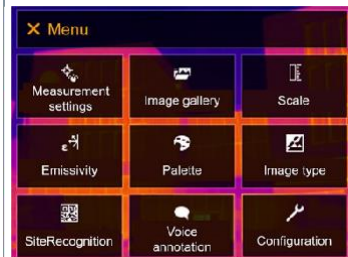 Menu
Measurement
settings
Image gallery
Scale
Emissivity
Palette
Image type
SiteRecognition
Voice
annotation
Configuration